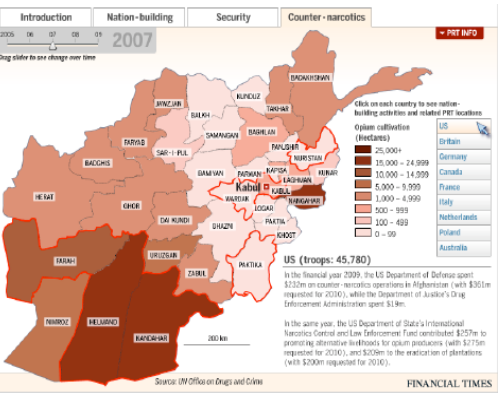 Introduction
Nation-building
Security
Counter-narcotics
2005 06 07 08 09
2007
Drag slider to see change over time
PRT INFO
BADAKHSHAN
KUNDUZ
TAKHAR
JAWZJAN
BALKH
SAMANGAN
BAGHLAN
FARYAB
SAR-I-PUL
PANJSHIR
NURISTAN
BADGHIS
BAMYAN
PARWAN
KAPISA
KUNAR
LAGHMAN
Kabul
KABUL
HERAT
WARDAK
NANGAHAR
GHOR
LOGAR
DAI KUNDI
GHAZNI
PAKTIA
KHOST
URUZGAN
FARAH
ZABUL
PAKTIKA
NIMROZ
HELMAND
KANDAHAR
200 km
Click on each country to see nation-
building activities and related PRT locations
Opium cultivation
(Hectares)
25,000+
15,000 - 24,999
10,000 - 14,999
5,000 - 9,999
1,000 - 4,999
500 - 999
100 - 499
0 - 99
US
Britain
Germany
Canada
France
Italy
Netherlands
Poland
Australia
US (troops: 45,780)
In the financial year 2009, the US Department of Defense spent
$232m on counter-narcotics operations in Afghanistan (with $361m
requested for 2010), while the Department of Justice's Drug
Enforcement Administration spent $19m.
In the same year, the US Department of State's International
Narcotics Control and Law Enforcement Fund contributed $257m to
promoting alternative livelihoods for opium producers (with $275m
requested for 2010), and $209m to the eradication of plantations
(with $200m requested for 2010).
Source: UN Office on Drugs and Crime
FINANCIAL TIMES